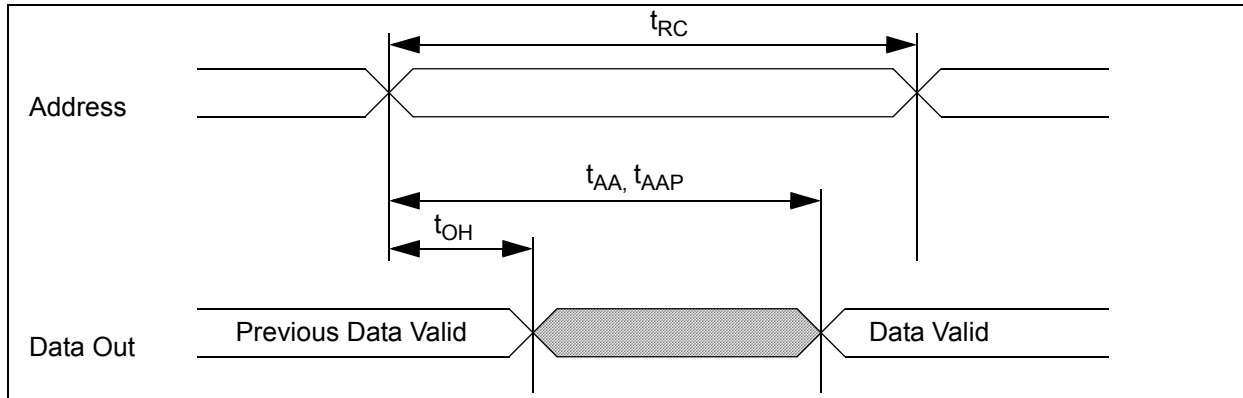 tRC
Address
tAA, tAAP
tOH
Previous Data Valid
Data Valid
Data Out